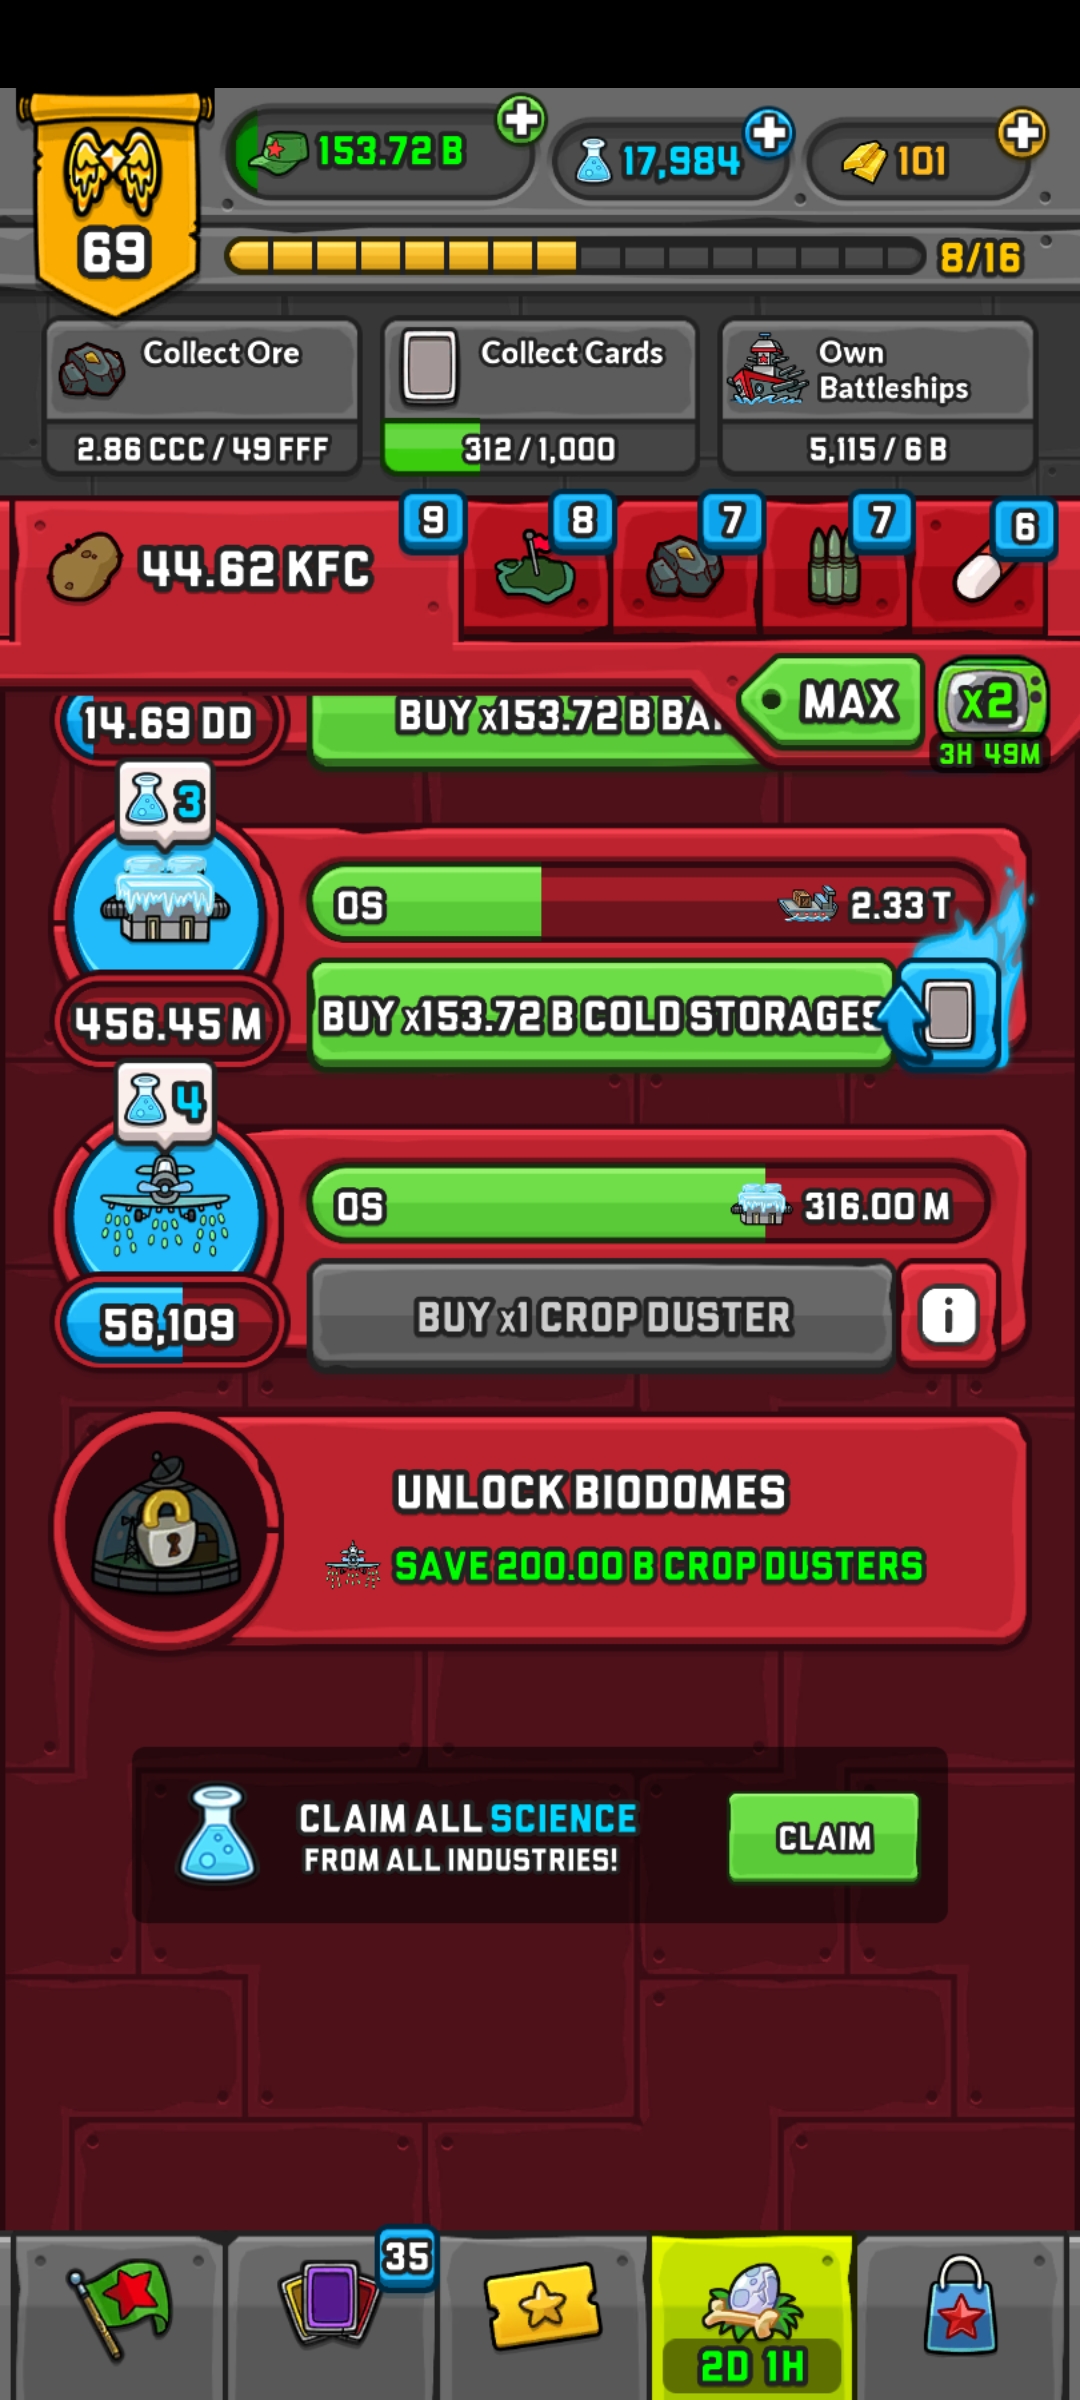 69
153.72 B
17,984
101
8/16
Collect Ore
2.86 CCC / 49 FFF
Collect Cards
312 / 1,000
Own
Battleships
5,115 / 6 B
44.62 KFC
9
8
7
7
6
MAX
x2
3H 49M
14.69 DD
BUY x153.72 B BA
3
0S
2.33 T
456.45 M
BUY x153.72 B COLD STORAGES
4
0S
316.00 M
56,109
BUY x1 CROP DUSTER
i
UNLOCK BIODOMES
SAVE 200.00 B CROP DUSTERS
CLAIM ALL SCIENCE
FROM ALL INDUSTRIES!
CLAIM
35
2D 1H